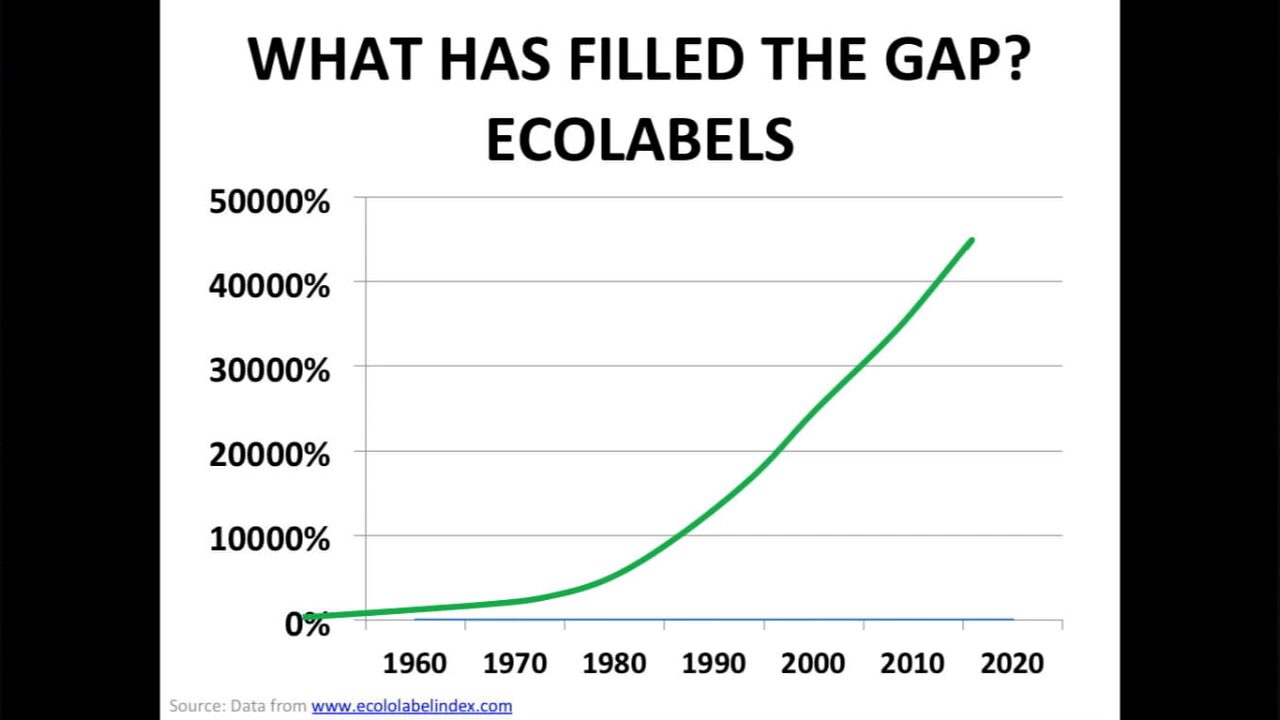 WHAT HAS FILLED THE GAP?
ECOLABELS
50000%
40000%
30000%
20000%
10000%
0%
1960 1970 1980 1990 2000 2010 2020
Source: Data from www.ecololabelindex.com